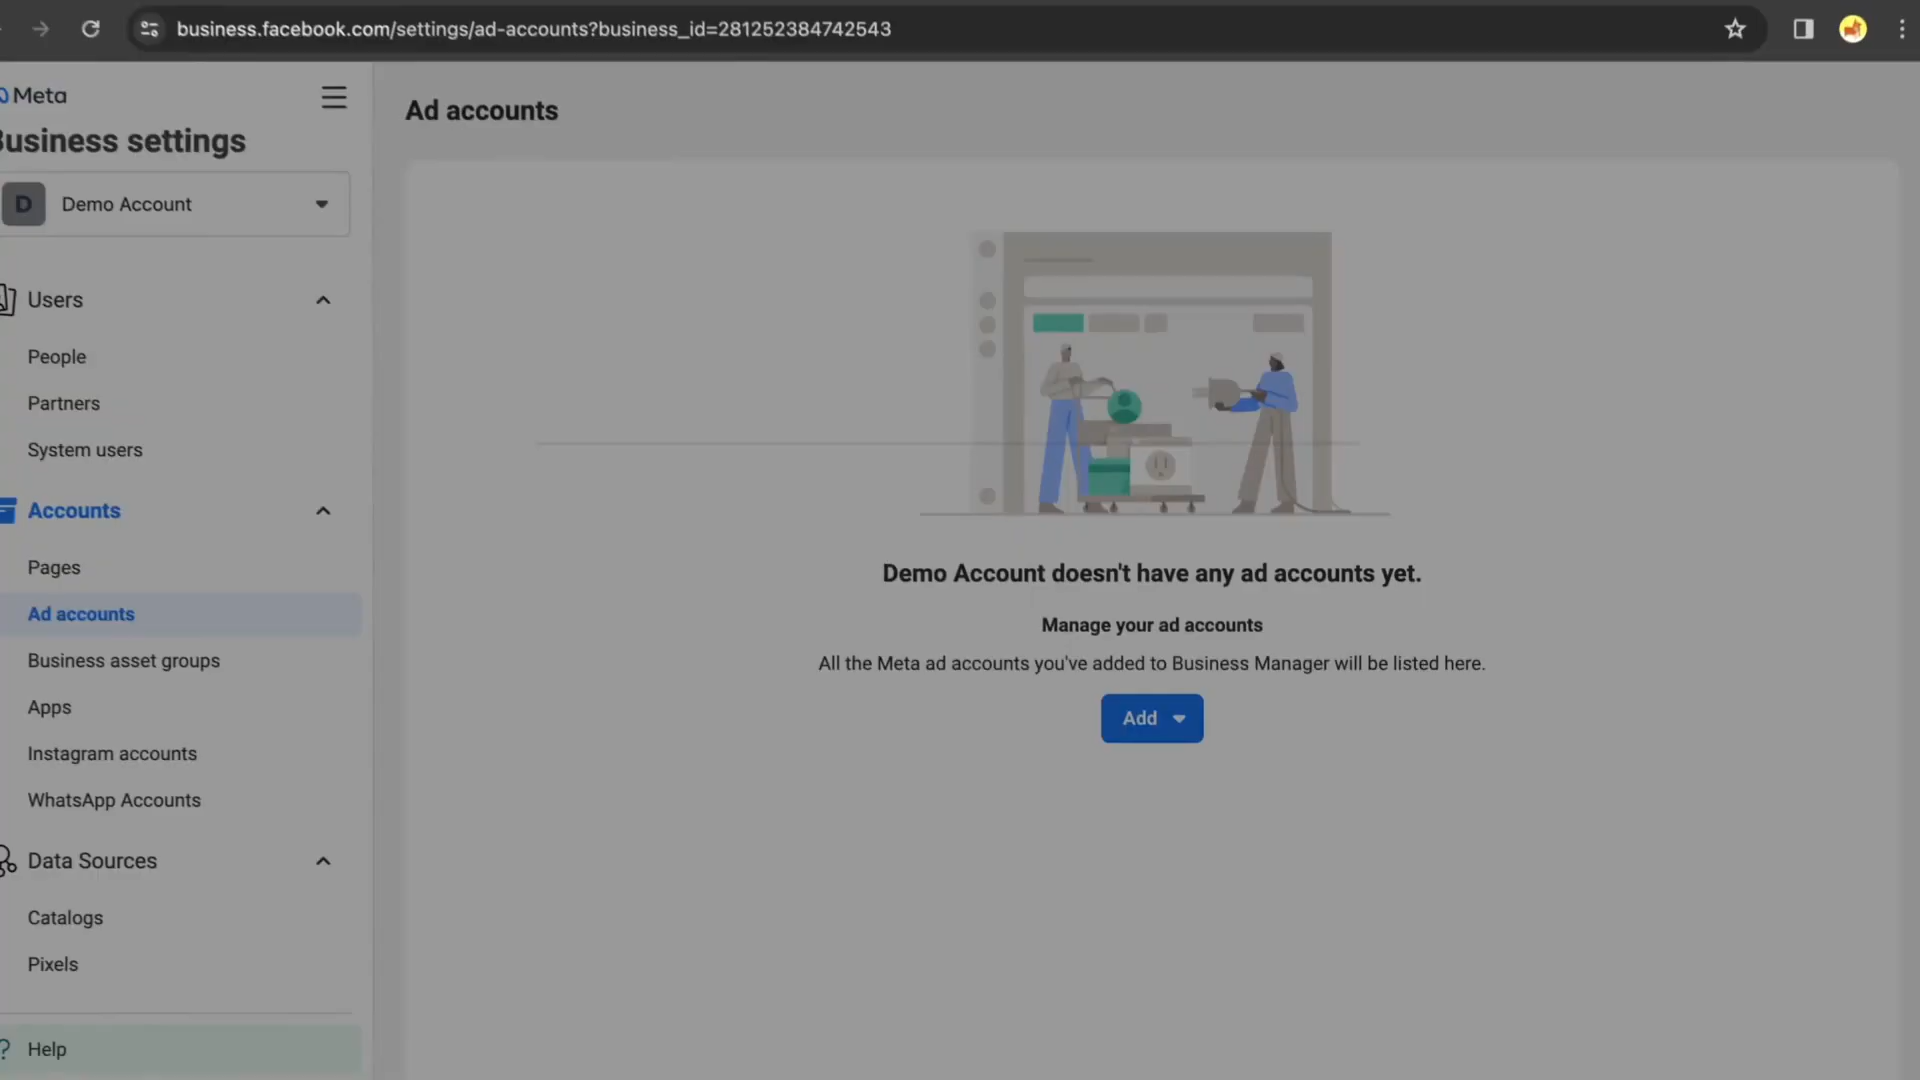 business.facebook.com/settings/ad-accounts?business_id=281252384742543
Meta
Business settings
D
Demo Account
Users
People
Partners
System users
Accounts
Pages
Ad accounts
Business asset groups
Apps
Instagram accounts
WhatsApp Accounts
Data Sources
Catalogs
Pixels
? Help
Ad accounts
Demo Account doesn't have any ad accounts yet.
Manage your ad accounts
All the Meta ad accounts you've added to Business Manager will be listed here.
Add